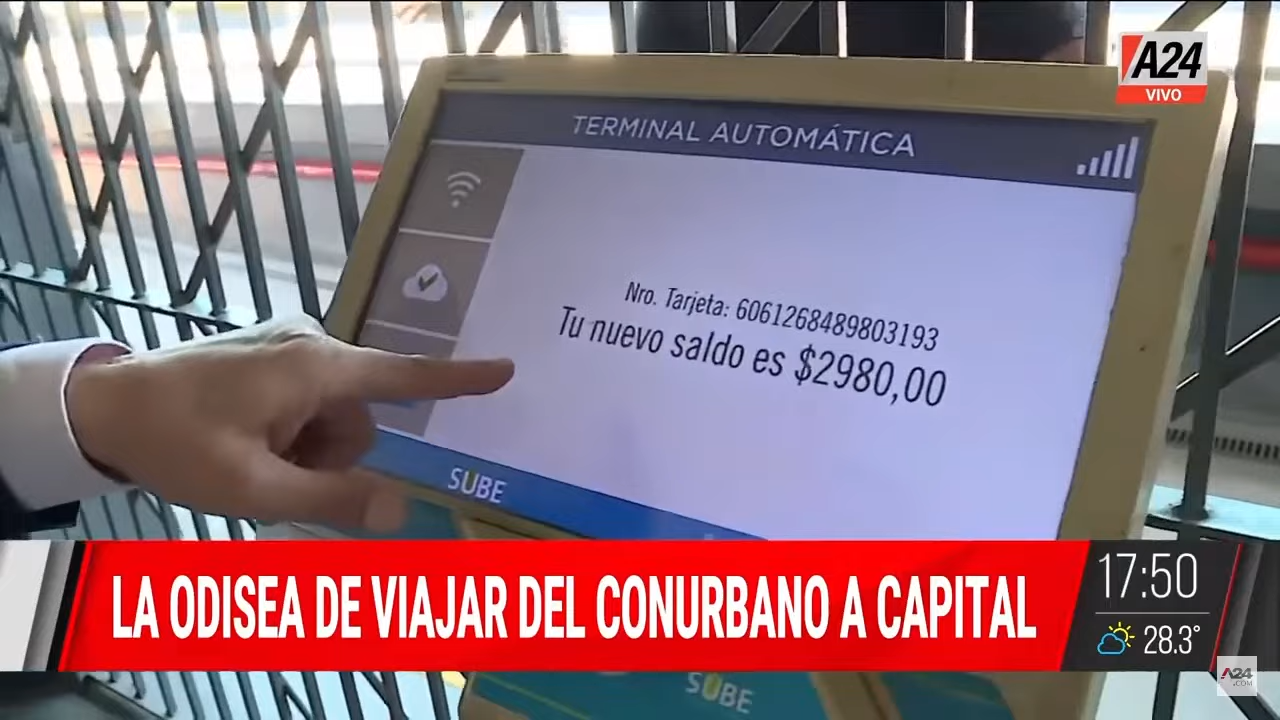 A24
VIVO
TERMINAL AUTOMÁTICA
Nro. Tarjeta: 6061268489803193
Tu nuevo saldo es $2980,00
SUBE
LA ODISEA DE VIAJAR DEL CONURBANO A CAPITAL
17:50
28.3°
SUBE
A24
.COM